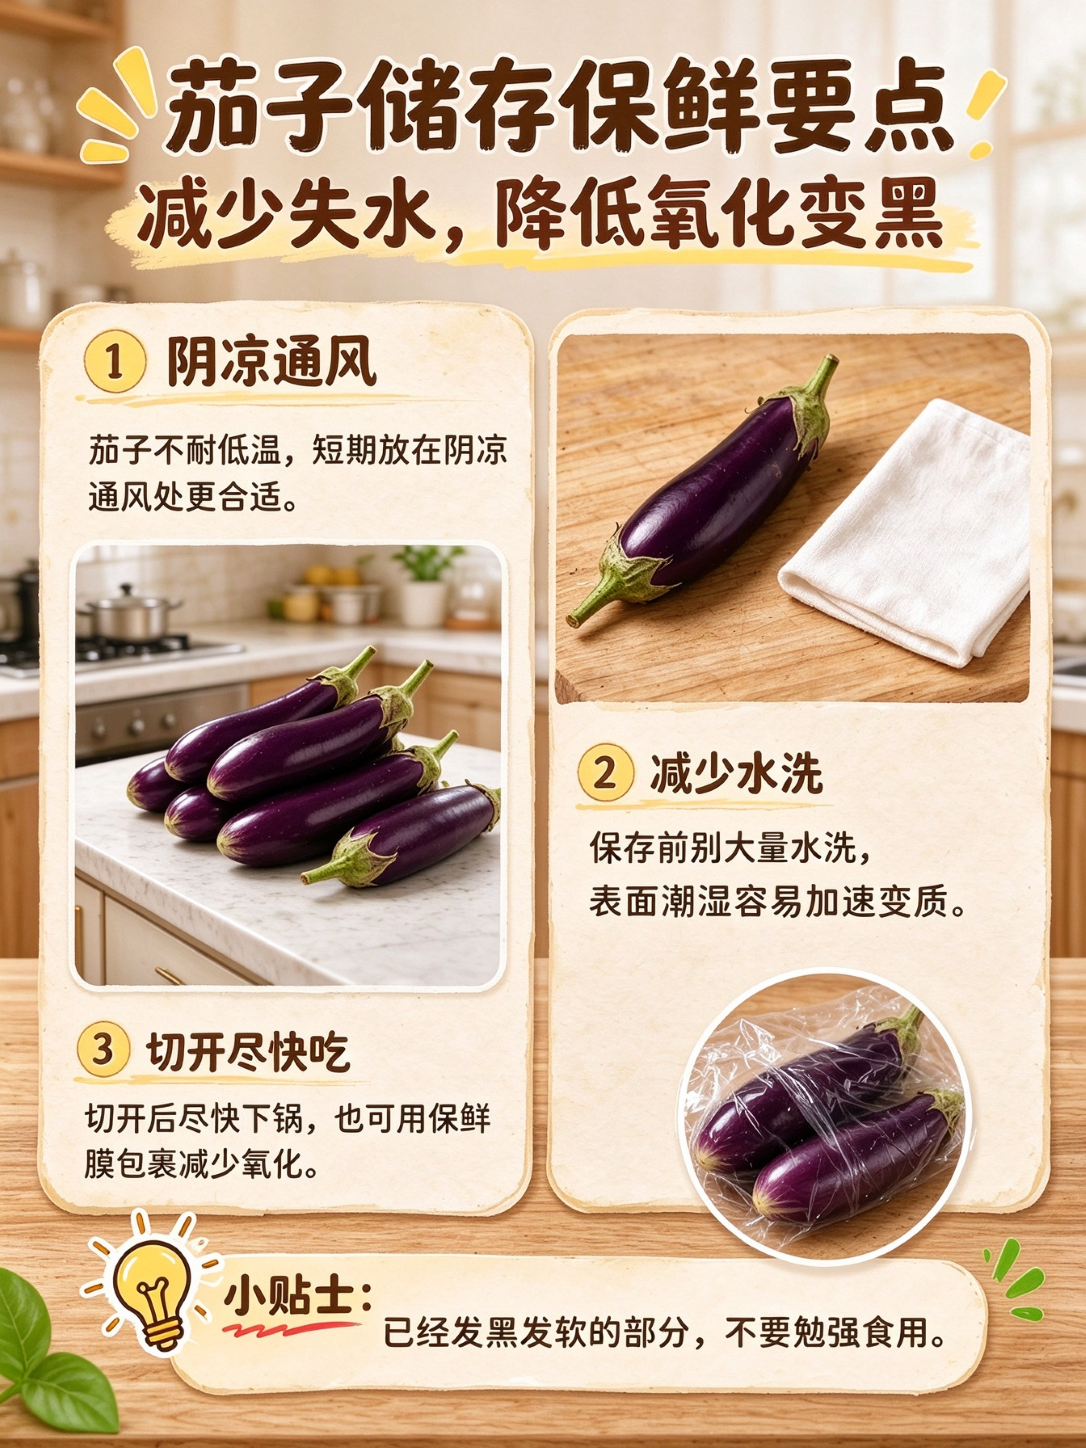 茄子储存保鲜要点
减少失水，降低氧化变黑
1 阴凉通风
茄子不耐低温，短期放在阴凉
通风处更合适。
2 减少水洗
保存前别大量水洗，
表面潮湿容易加速变质。
3 切开尽快吃
切开后尽快下锅，也可用保鲜
膜包裹减少氧化。
小贴士：
已经发黑发软的部分，不要勉强食用。